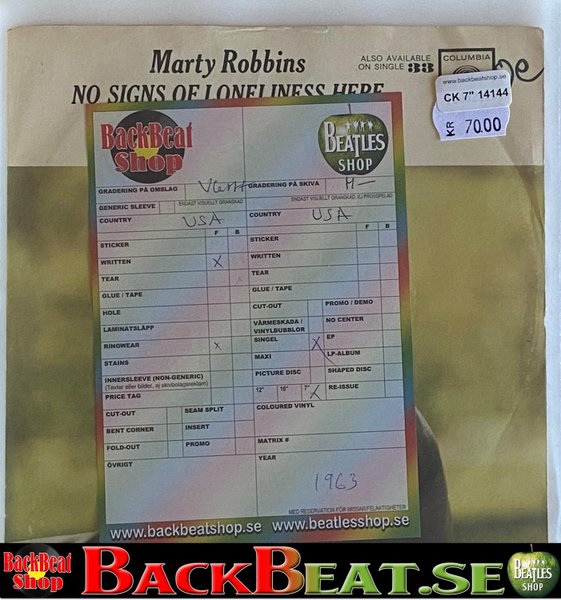 Marty Robbins
ALSO AVAILABLE
ON SINGLE 33
COLUMBIA
NO SIGNS OF LONELINESS HERE
www.backbeatshop.se
CK 7" 14144
KR 70.00
BackBeat
Shop
BEATLES
SHOP
GRADERING PÅ OMSLAG
GRADERING PÅ SKIVA M-
GENERIC SLEEVE
ENDAST VISUELLT GRANSKAD
ENDAST VISUELLT GRANSKAD, EJ PROVSPELAD
COUNTRY USA
COUNTRY USA
F B
F B
STICKER
STICKER
WRITTEN X
WRITTEN
TEAR
TEAR
GLUE / TAPE
GLUE / TAPE
HOLE
CUT-OUT
PROMO / DEMO
LAMINATSLÄPP
VÄRMESKADA /
VINYLBUBBLOR
NO CENTER
RINGWEAR X
SINGEL X
EP
STAINS
MAXI
LP-ALBUM
INNERSLEEVE (NON-GENERIC)
(Texter eller bilder, ej skivbolagsreklam)
PICTURE DISC
SHAPED DISC
PRICE TAG
12" 10" 7" X
RE-ISSUE
CUT-OUT
SEAM SPLIT
COLOURED VINYL
BENT CORNER
INSERT
FOLD-OUT
PROMO
MATRIX #
ÖVRIGT
YEAR
1963
MED RESERVATION FÖR MISSAR/FELAKTIGHETER
www.backbeatshop.se www.beatlesshop.se
BackBeat
Shop
BACKBEAT.SE
BEATLES
SHOP